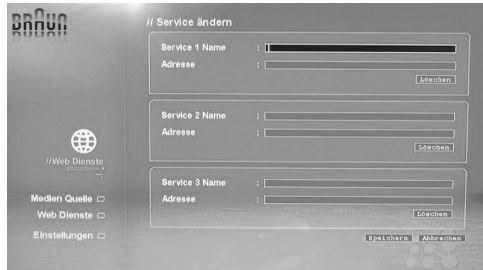 BRAUN
// Service ändern
Service 1 Name :
Adresse :
Löschen
Service 2 Name :
Adresse :
Löschen
Service 3 Name :
Adresse :
Löschen
//Web Dienste
Medien Quelle
Web Dienste
Einstellungen
Speichern Abbrechen